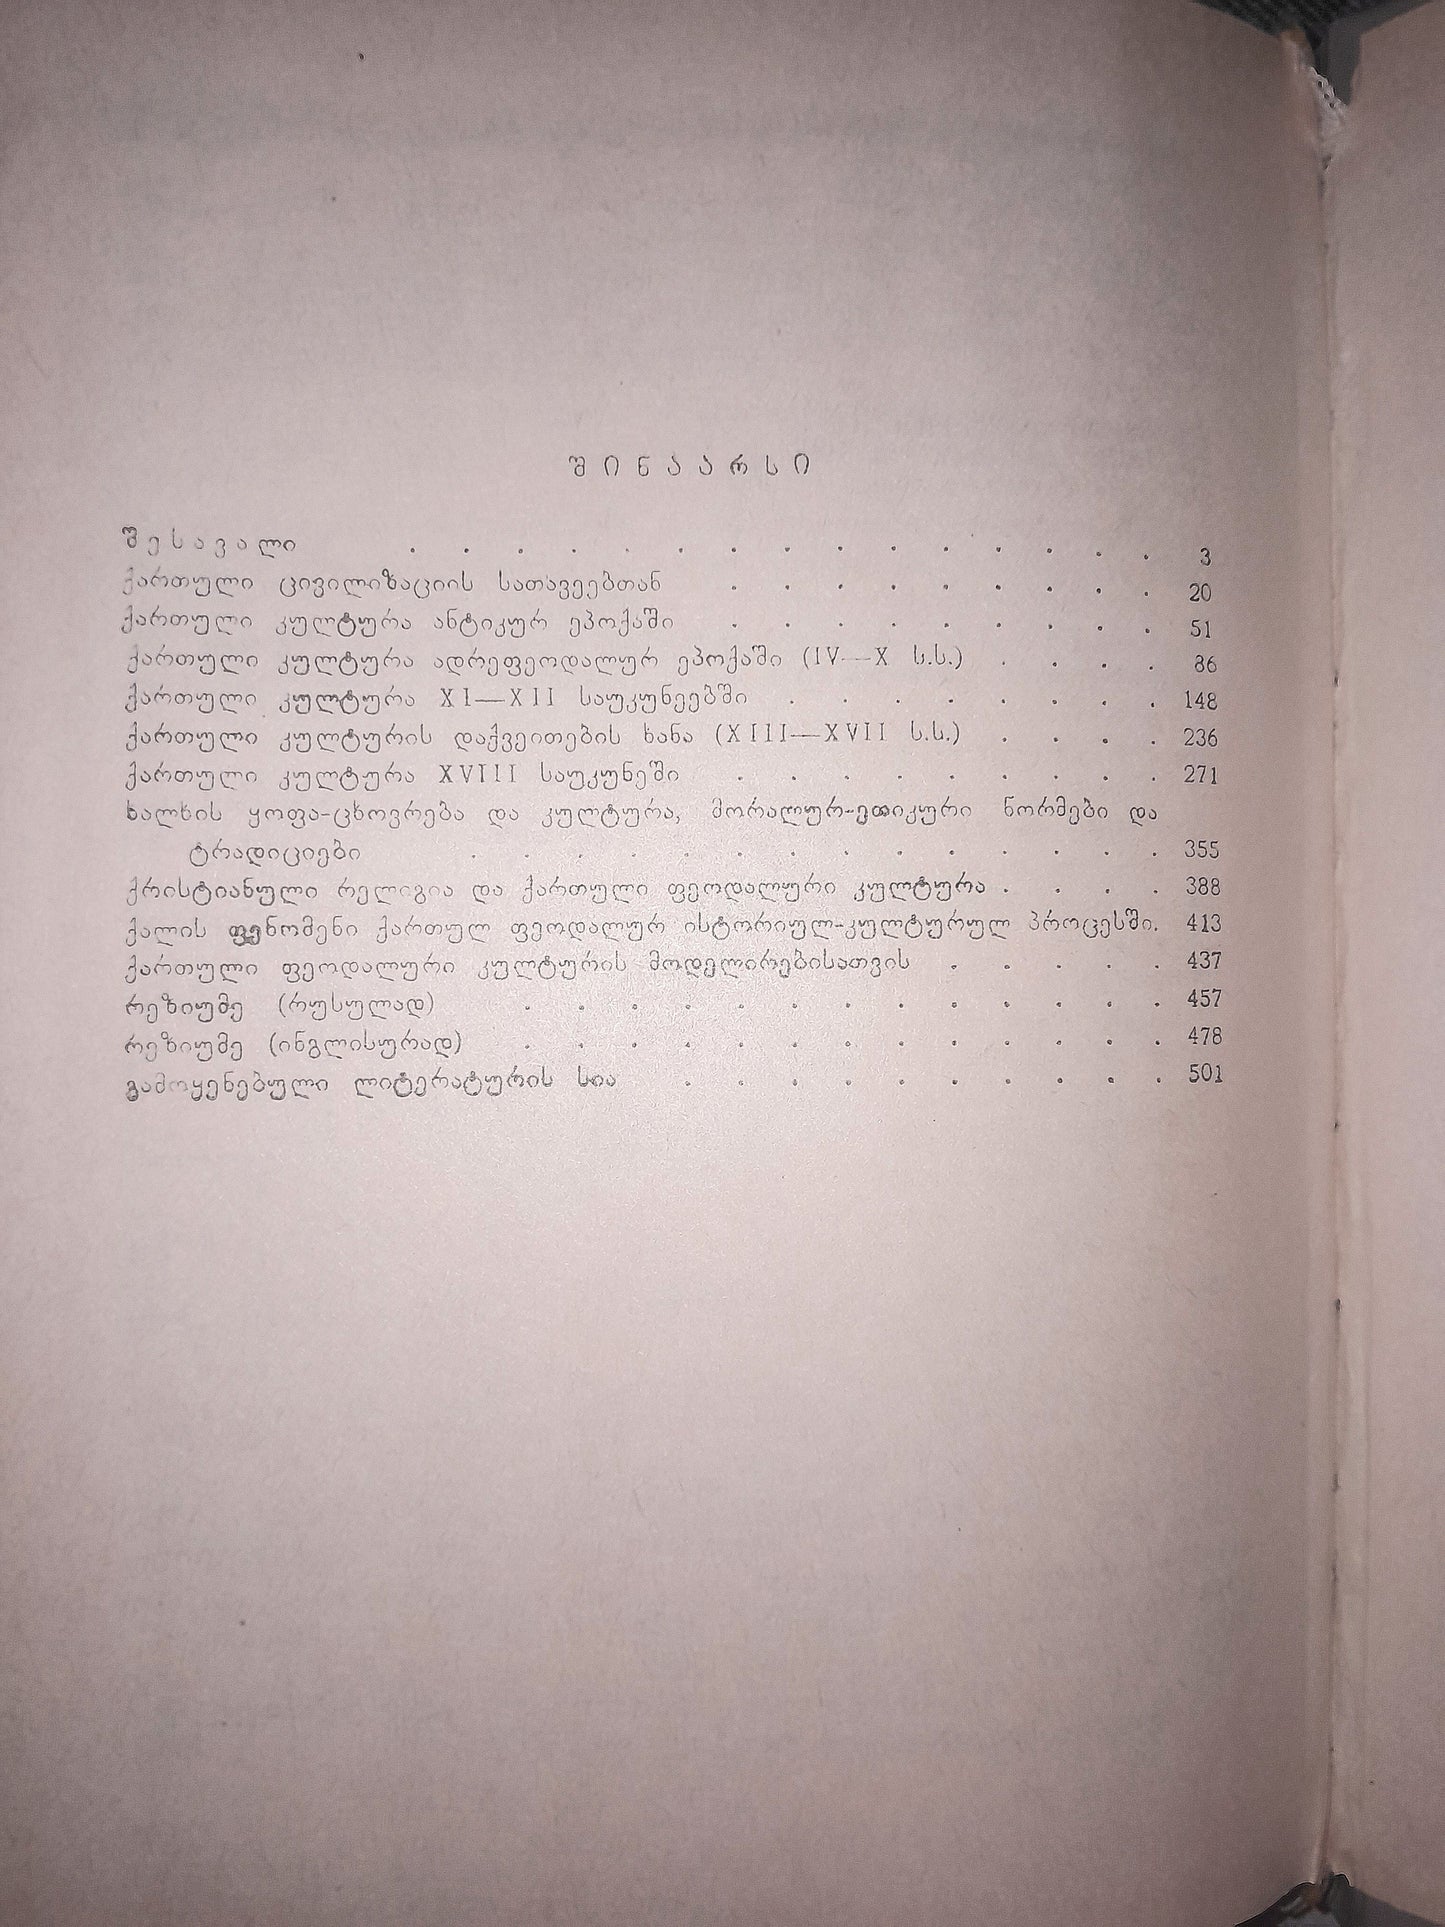 შინაარსი
შესავალი . . . . . . . . . . . . . . . 3
ქართული ცივილიზაციის სათავეებთან . . . . . . . . . 20
ქართული კულტურა ანტიკურ ეპოქაში . . . . . . . . . 51
ქართული კულტურა ადრეფეოდალურ ეპოქაში (IV—X ს.ს.) . . . . 86
ქართული კულტურა XI—XII საუკუნეებში . . . . . . . . 148
ქართული კულტურის დაქვეითების ხანა (XIII—XVII ს.ს.) . . . . 236
ქართული კულტურა XVIII საუკუნეში . . . . . . . . . 271
ხალხის ყოფა-ცხოვრება და კულტურა, მორალურ-ეთიკური ნორმები და
ტრადიციები . . . . . . . . . . . . . . 355
ქრისტიანული რელიგია და ქართული ფეოდალური კულტურა . . . . 388
ქალის ფენომენი ქართულ ფეოდალურ ისტორიულ-კულტურულ პროცესში. 413
ქართული ფეოდალური კულტურის მოდელირებისათვის . . . . . 437
რეზიუმე (რუსულად) . . . . . . . . . . . . . 457
რეზიუმე (ინგლისურად) . . . . . . . . . . . . . 478
გამოყენებული ლიტერატურის სია . . . . . . . . . . 501